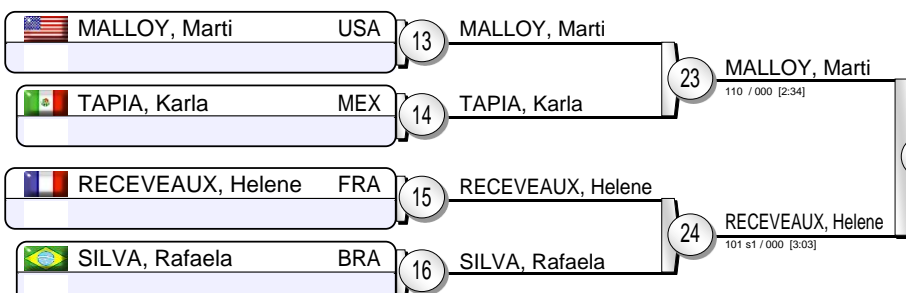 MALLOY, Marti USA 13 MALLOY, Marti
TAPIA, Karla MEX 14 TAPIA, Karla
23 MALLOY, Marti
110 / 000 [2:34]
RECEVEAUX, Helene FRA 15 RECEVEAUX, Helene
SILVA, Rafaela BRA 16 SILVA, Rafaela
24 RECEVEAUX, Helene
101 s1 / 000 [3:03]